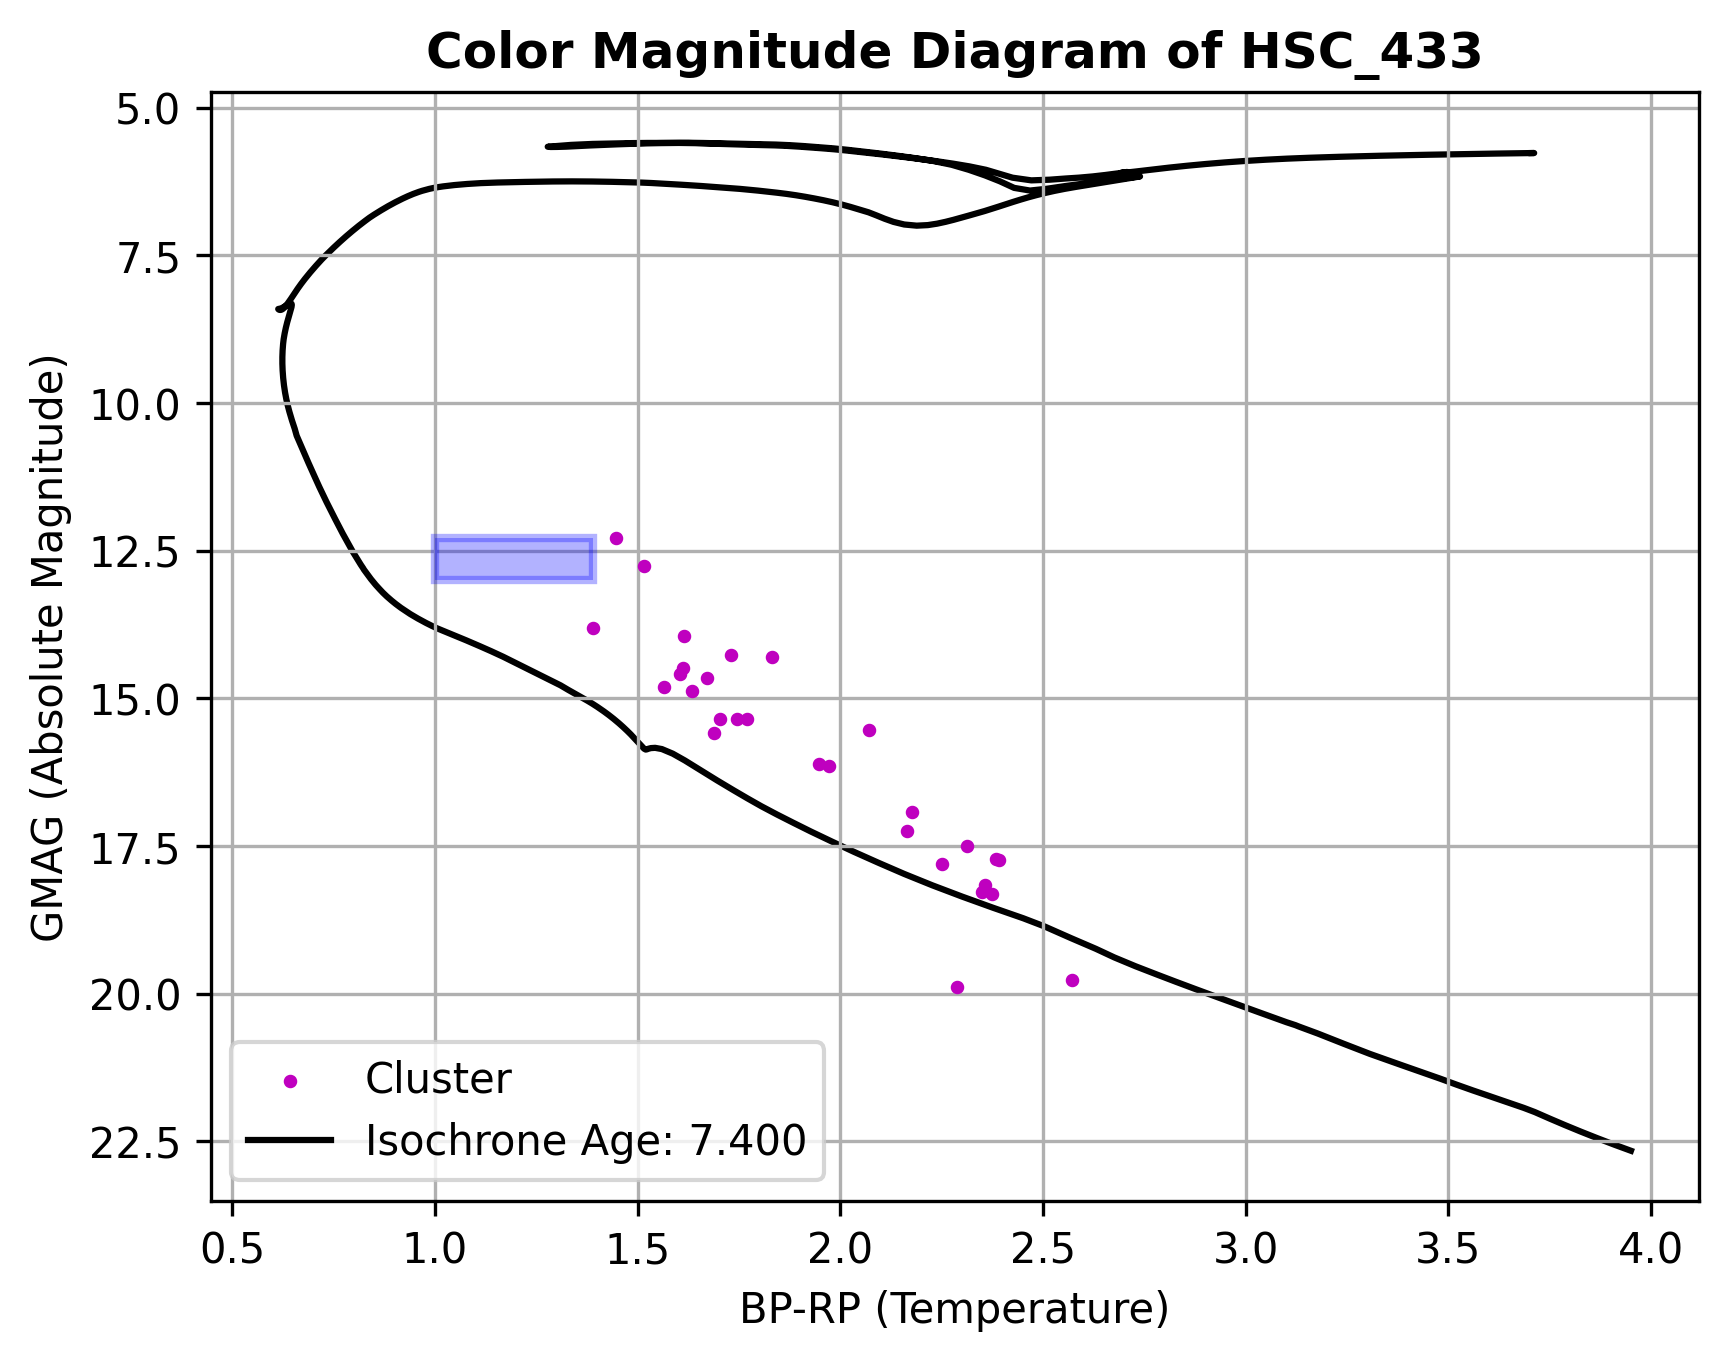 Color Magnitude Diagram of HSC_433
GMAG (Absolute Magnitude)
5.0
7.5
10.0
12.5
15.0
17.5
20.0
22.5
Cluster
Isochrone Age: 7.400
0.5 1.0 1.5 2.0 2.5 3.0 3.5 4.0
BP-RP (Temperature)